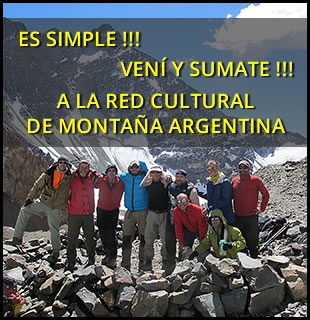 ES SIMPLE !!!
VENÍ Y SUMATE !!!
A LA RED CULTURAL
DE MONTAÑA ARGENTINA